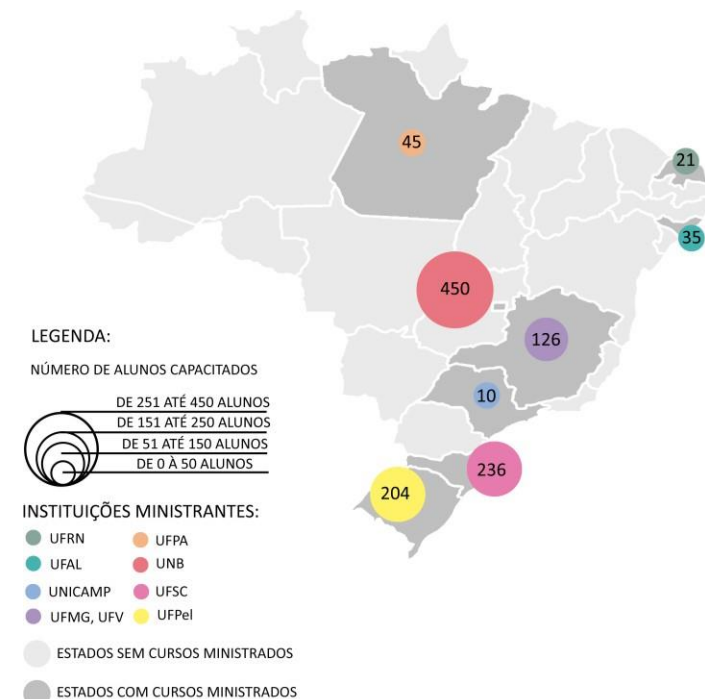 45
21
35
450
126
10
236
204
LEGENDA:
NÚMERO DE ALUNOS CAPACITADOS
DE 251 ATÉ 450 ALUNOS
DE 151 ATÉ 250 ALUNOS
DE 51 ATÉ 150 ALUNOS
DE 0 À 50 ALUNOS
INSTITUIÇÕES MINISTRANTES:
UFRN
UFPA
UFAL
UNB
UNICAMP
UFSC
UFMG, UFV
UFPel
ESTADOS SEM CURSOS MINISTRADOS
ESTADOS COM CURSOS MINISTRADOS